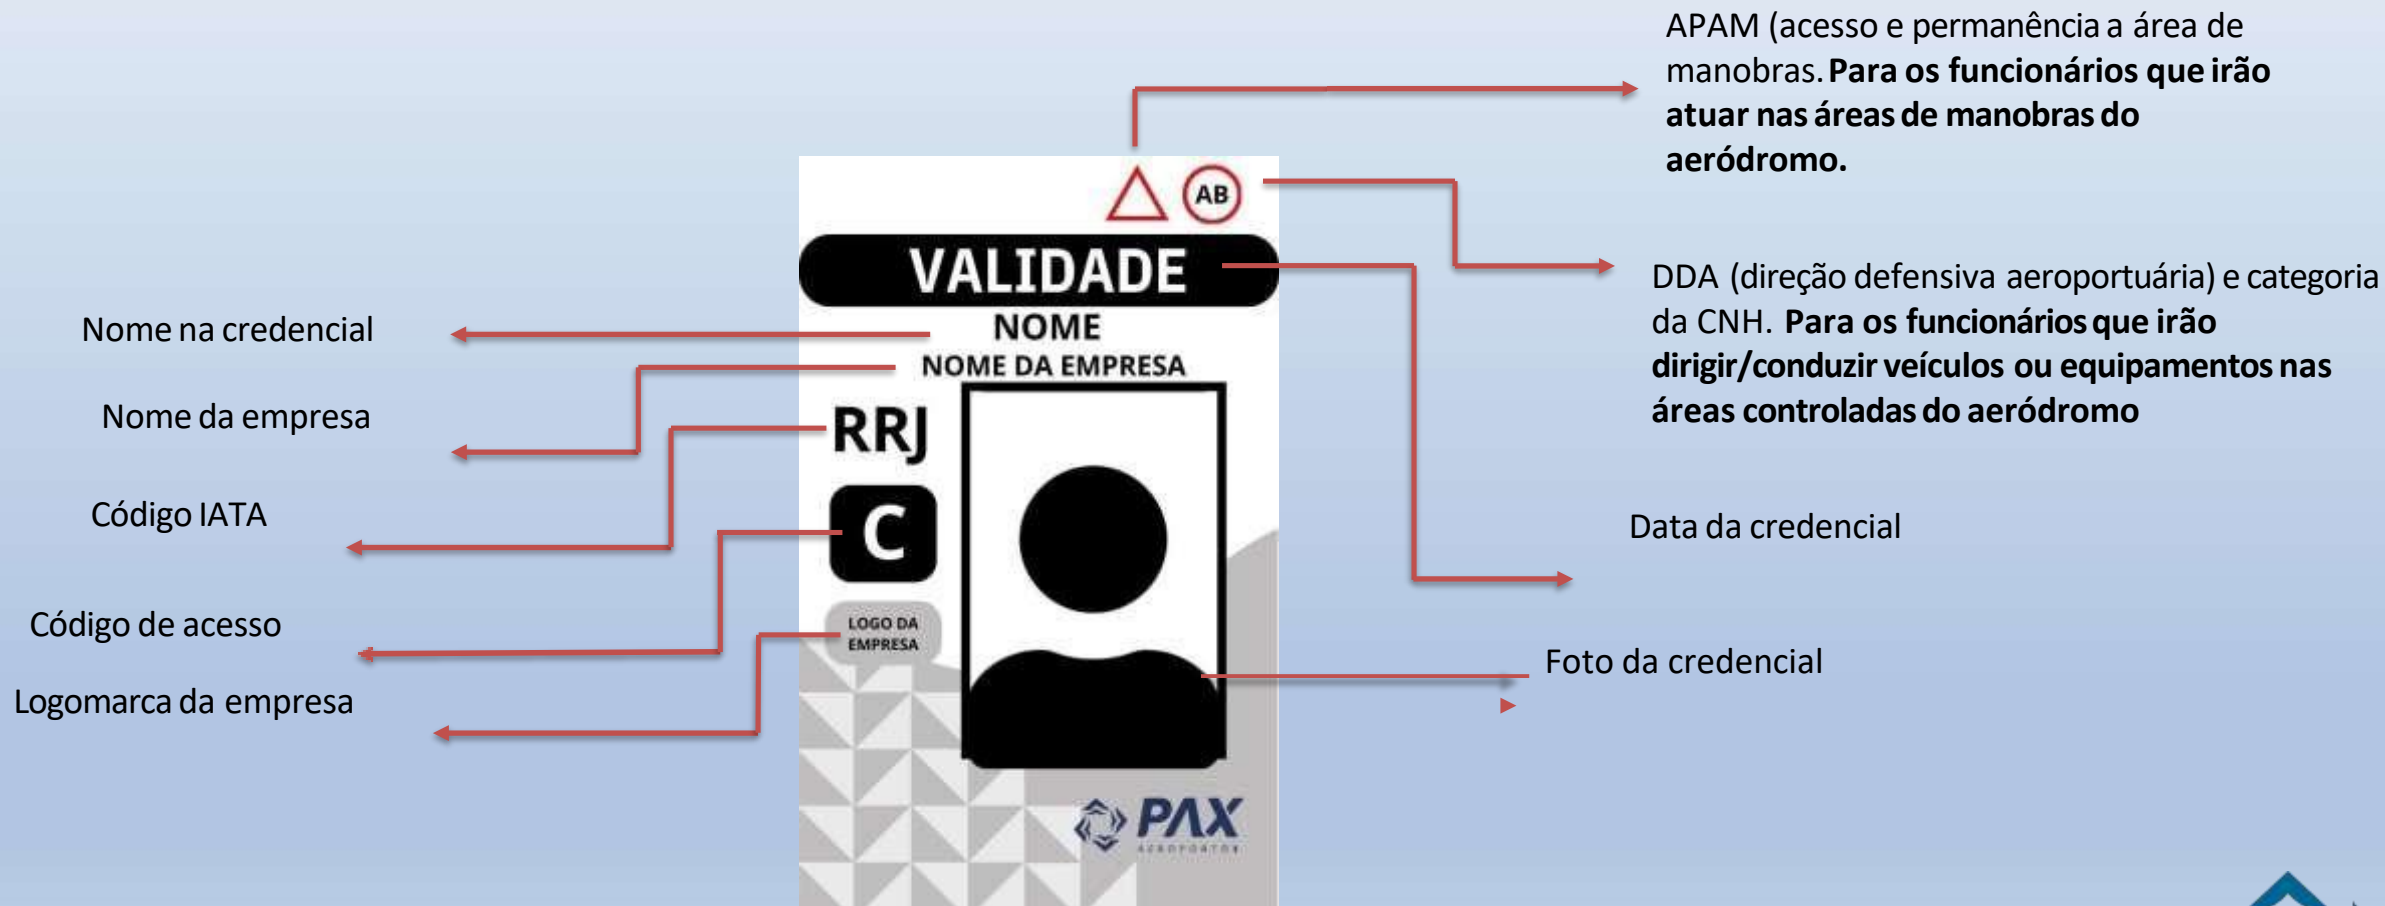 APAM (acesso e permanência a área de
manobras. Para os funcionários que irão
atuar nas áreas de manobras do
aeródromo.
AB
VALIDADE
DDA (direção defensiva aeroportuária) e categoria
da CNH. Para os funcionários que irão
dirigir/conduzir veículos ou equipamentos nas
áreas controladas do aeródromo
Nome na credencial
NOME
NOME DA EMPRESA
Nome da empresa
RRJ
Código IATA
C
Data da credencial
Código de acesso
LOGO DA
EMPRESA
Foto da credencial
Logomarca da empresa
PAX
AEROPORTOS